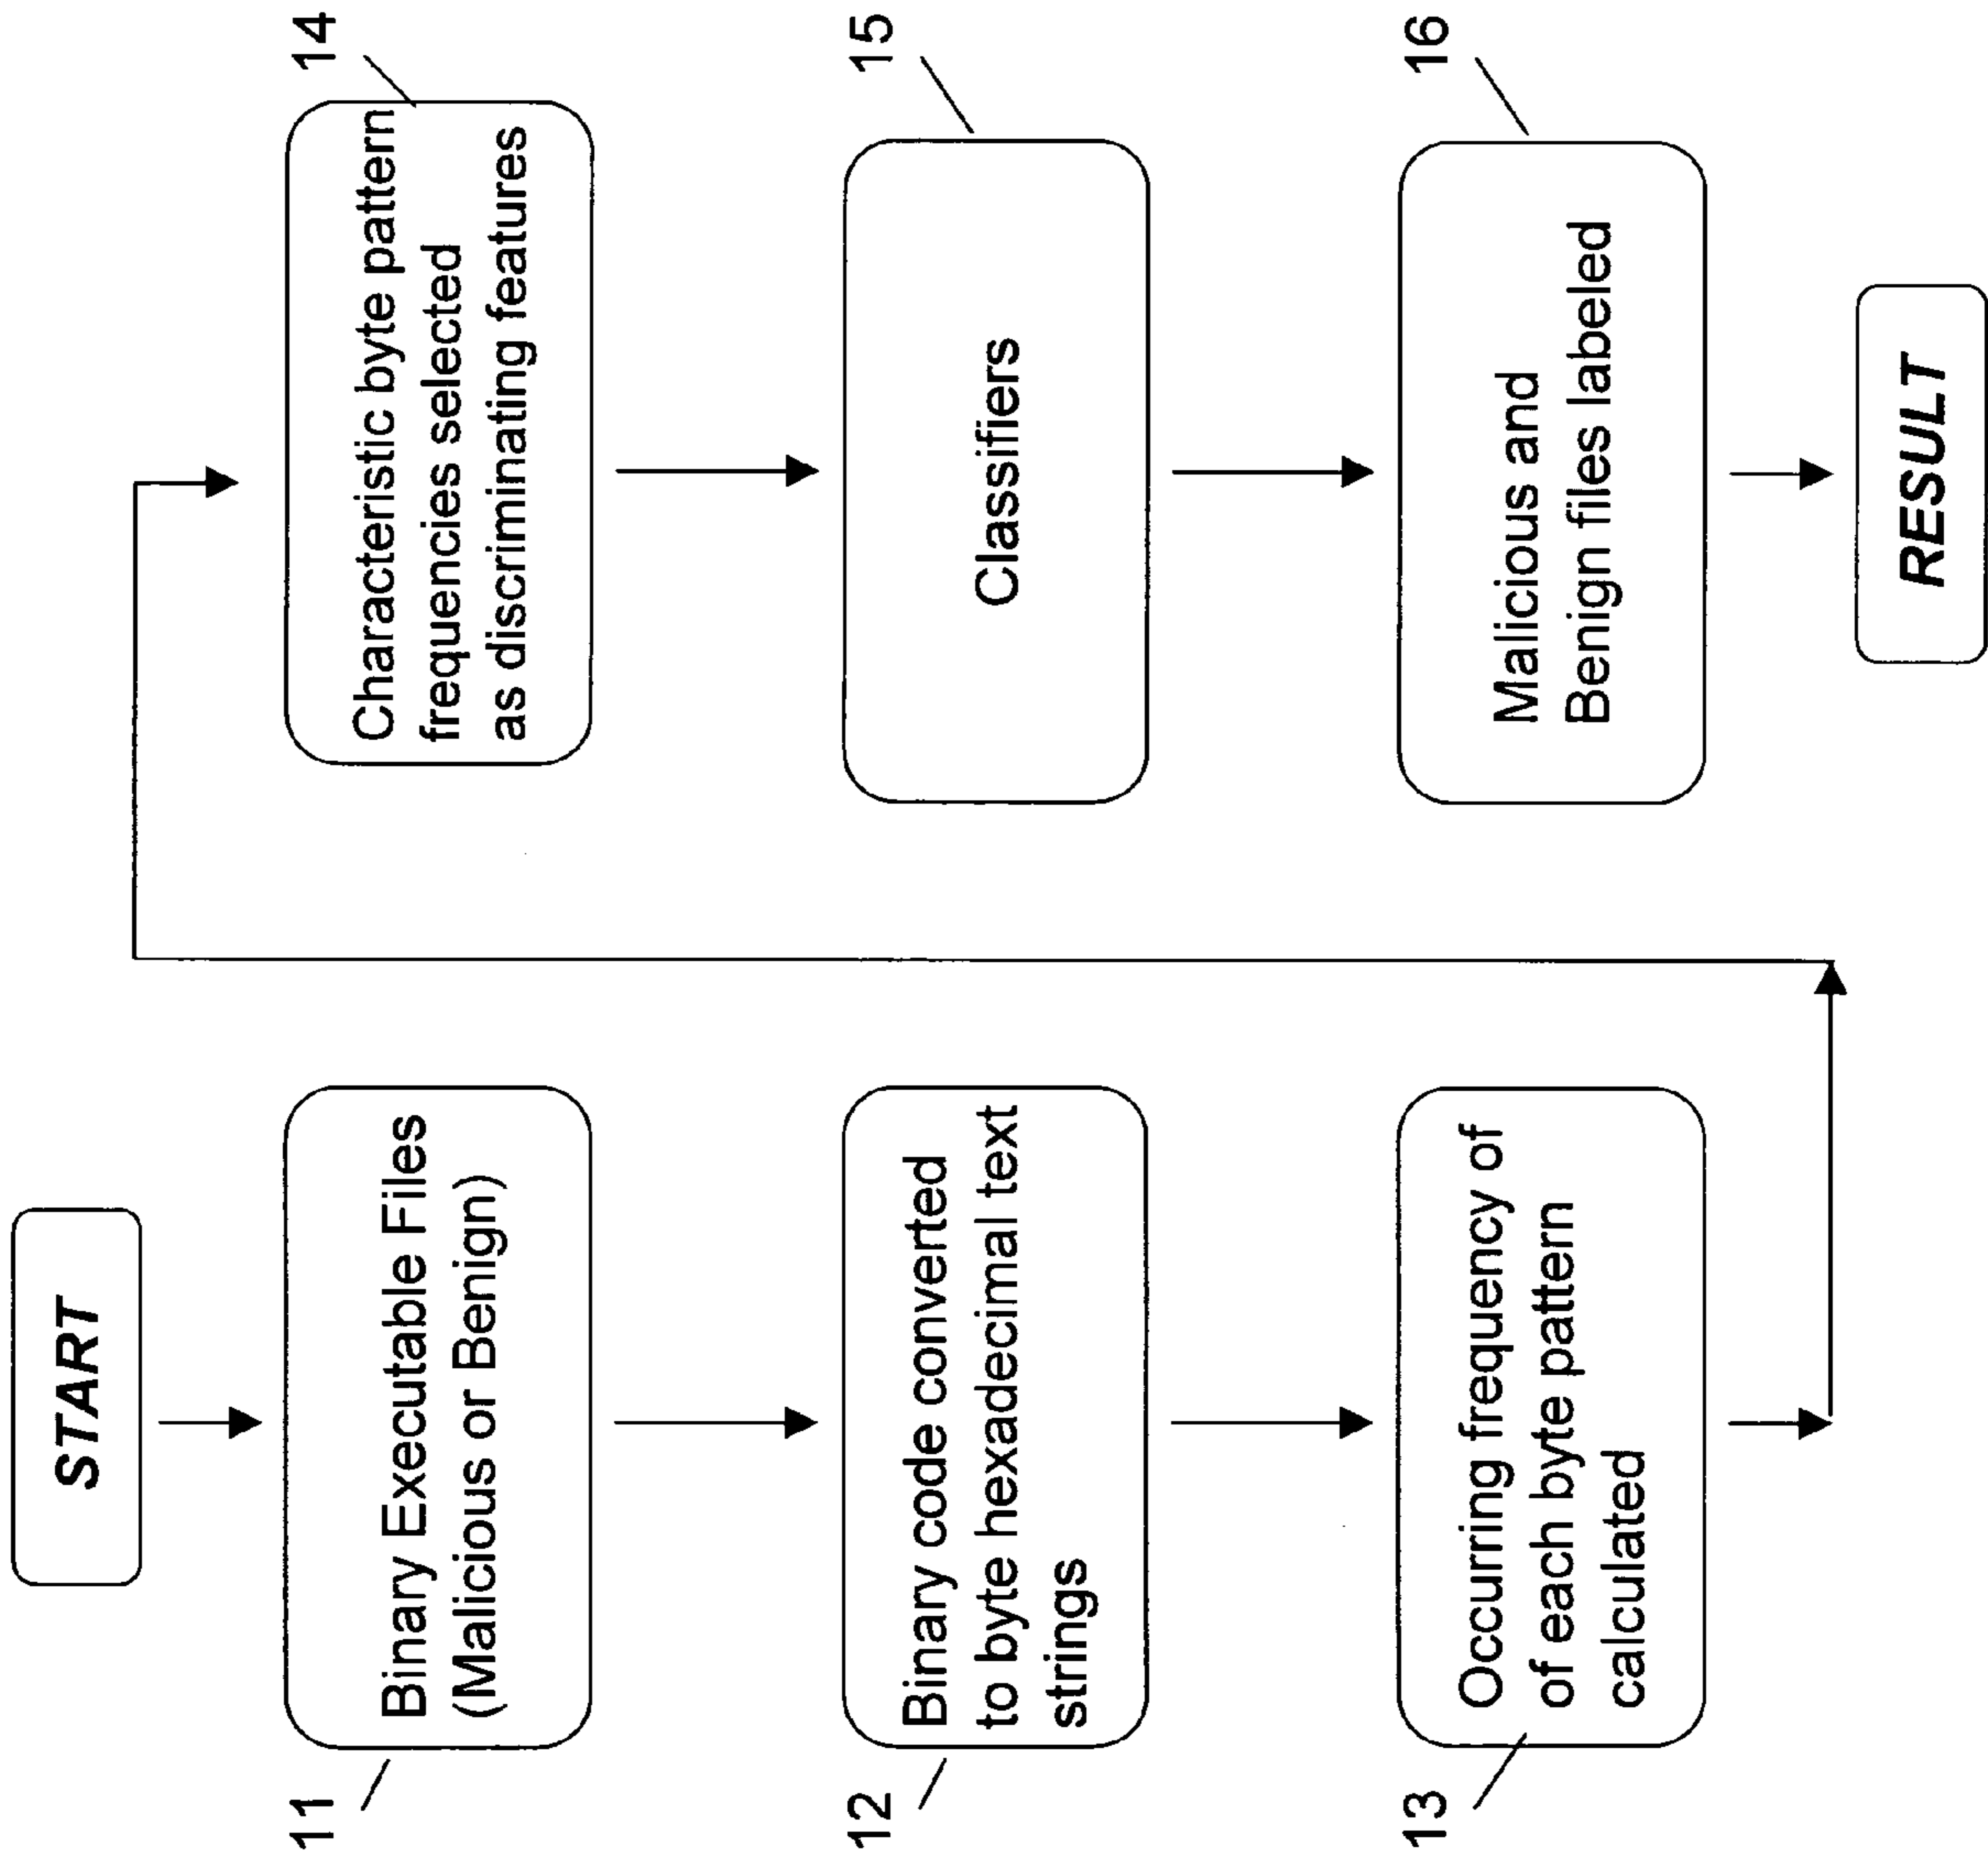 START
11
Binary Executable Files
(Malicious or Benign)
12
Binary code converted
to byte hexadecimal text
strings
13
Occurring frequency of
of each byte pattern
calculated
14
Characteristic byte pattern
frequencies selected
as discriminating features
15
Classifiers
16
Malicious and
Benign files labeled
RESULT